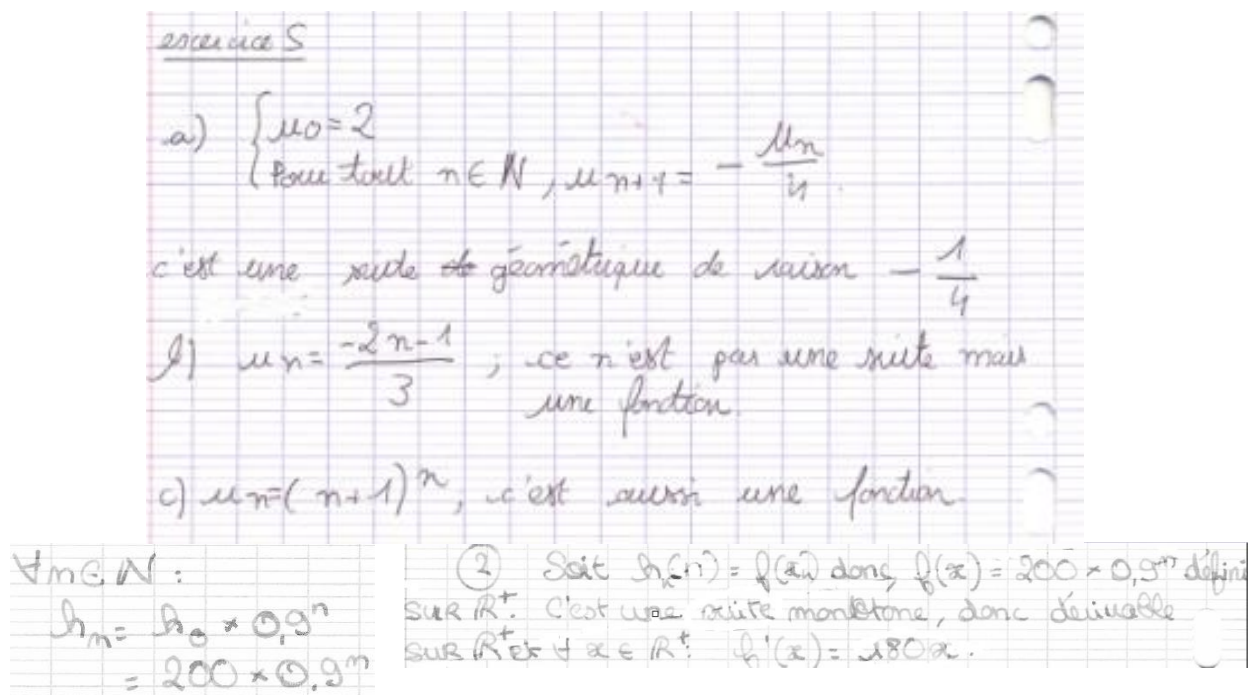 exercice 5
a) { u0 = 2
Pour tout n ∈ ℕ, un+1 = - un/4
c'est une suite géométrique de raison - 1/4
b) un = (-2n-1)/3 ; ce n'est pas une suite mais
une fonction.
c) un = (n+1)^n, c'est aussi une fonction.
∀n ∈ ℕ :
hn = h0 × 0,9^n
= 200 × 0,9^n
② Soit donc f(x) = 200 × 0,9^n défini
sur ℝ+. C'est une suite monotone, donc dérivable
sur ℝ+ et ∀ x ∈ ℝ+: h'(x) = 180x.